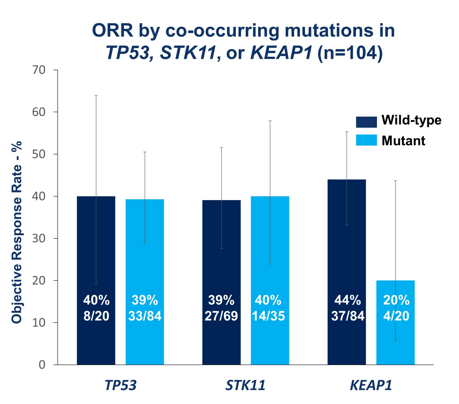 ORR by co-occurring mutations in
TP53, STK11, or KEAP1 (n=104)
Objective Response Rate - %
70
60
50
40
30
20
10
0
Wild-type
Mutant
40%
8/20
39%
33/84
39%
27/69
40%
14/35
44%
37/84
20%
4/20
TP53
STK11
KEAP1